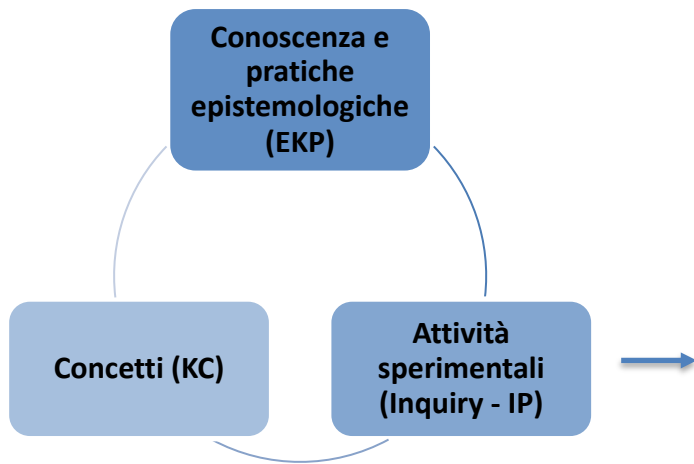 Conoscenza e
pratiche
epistemologiche
(EKP)
Concetti (KC)
Attività
sperimentali
(Inquiry - IP)